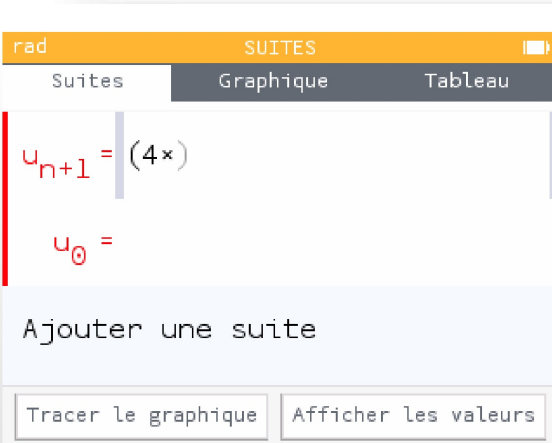 rad SUITES
Suites Graphique Tableau
uₙ₊₁ = (4×)
u₀ =
Ajouter une suite
Tracer le graphique Afficher les valeurs